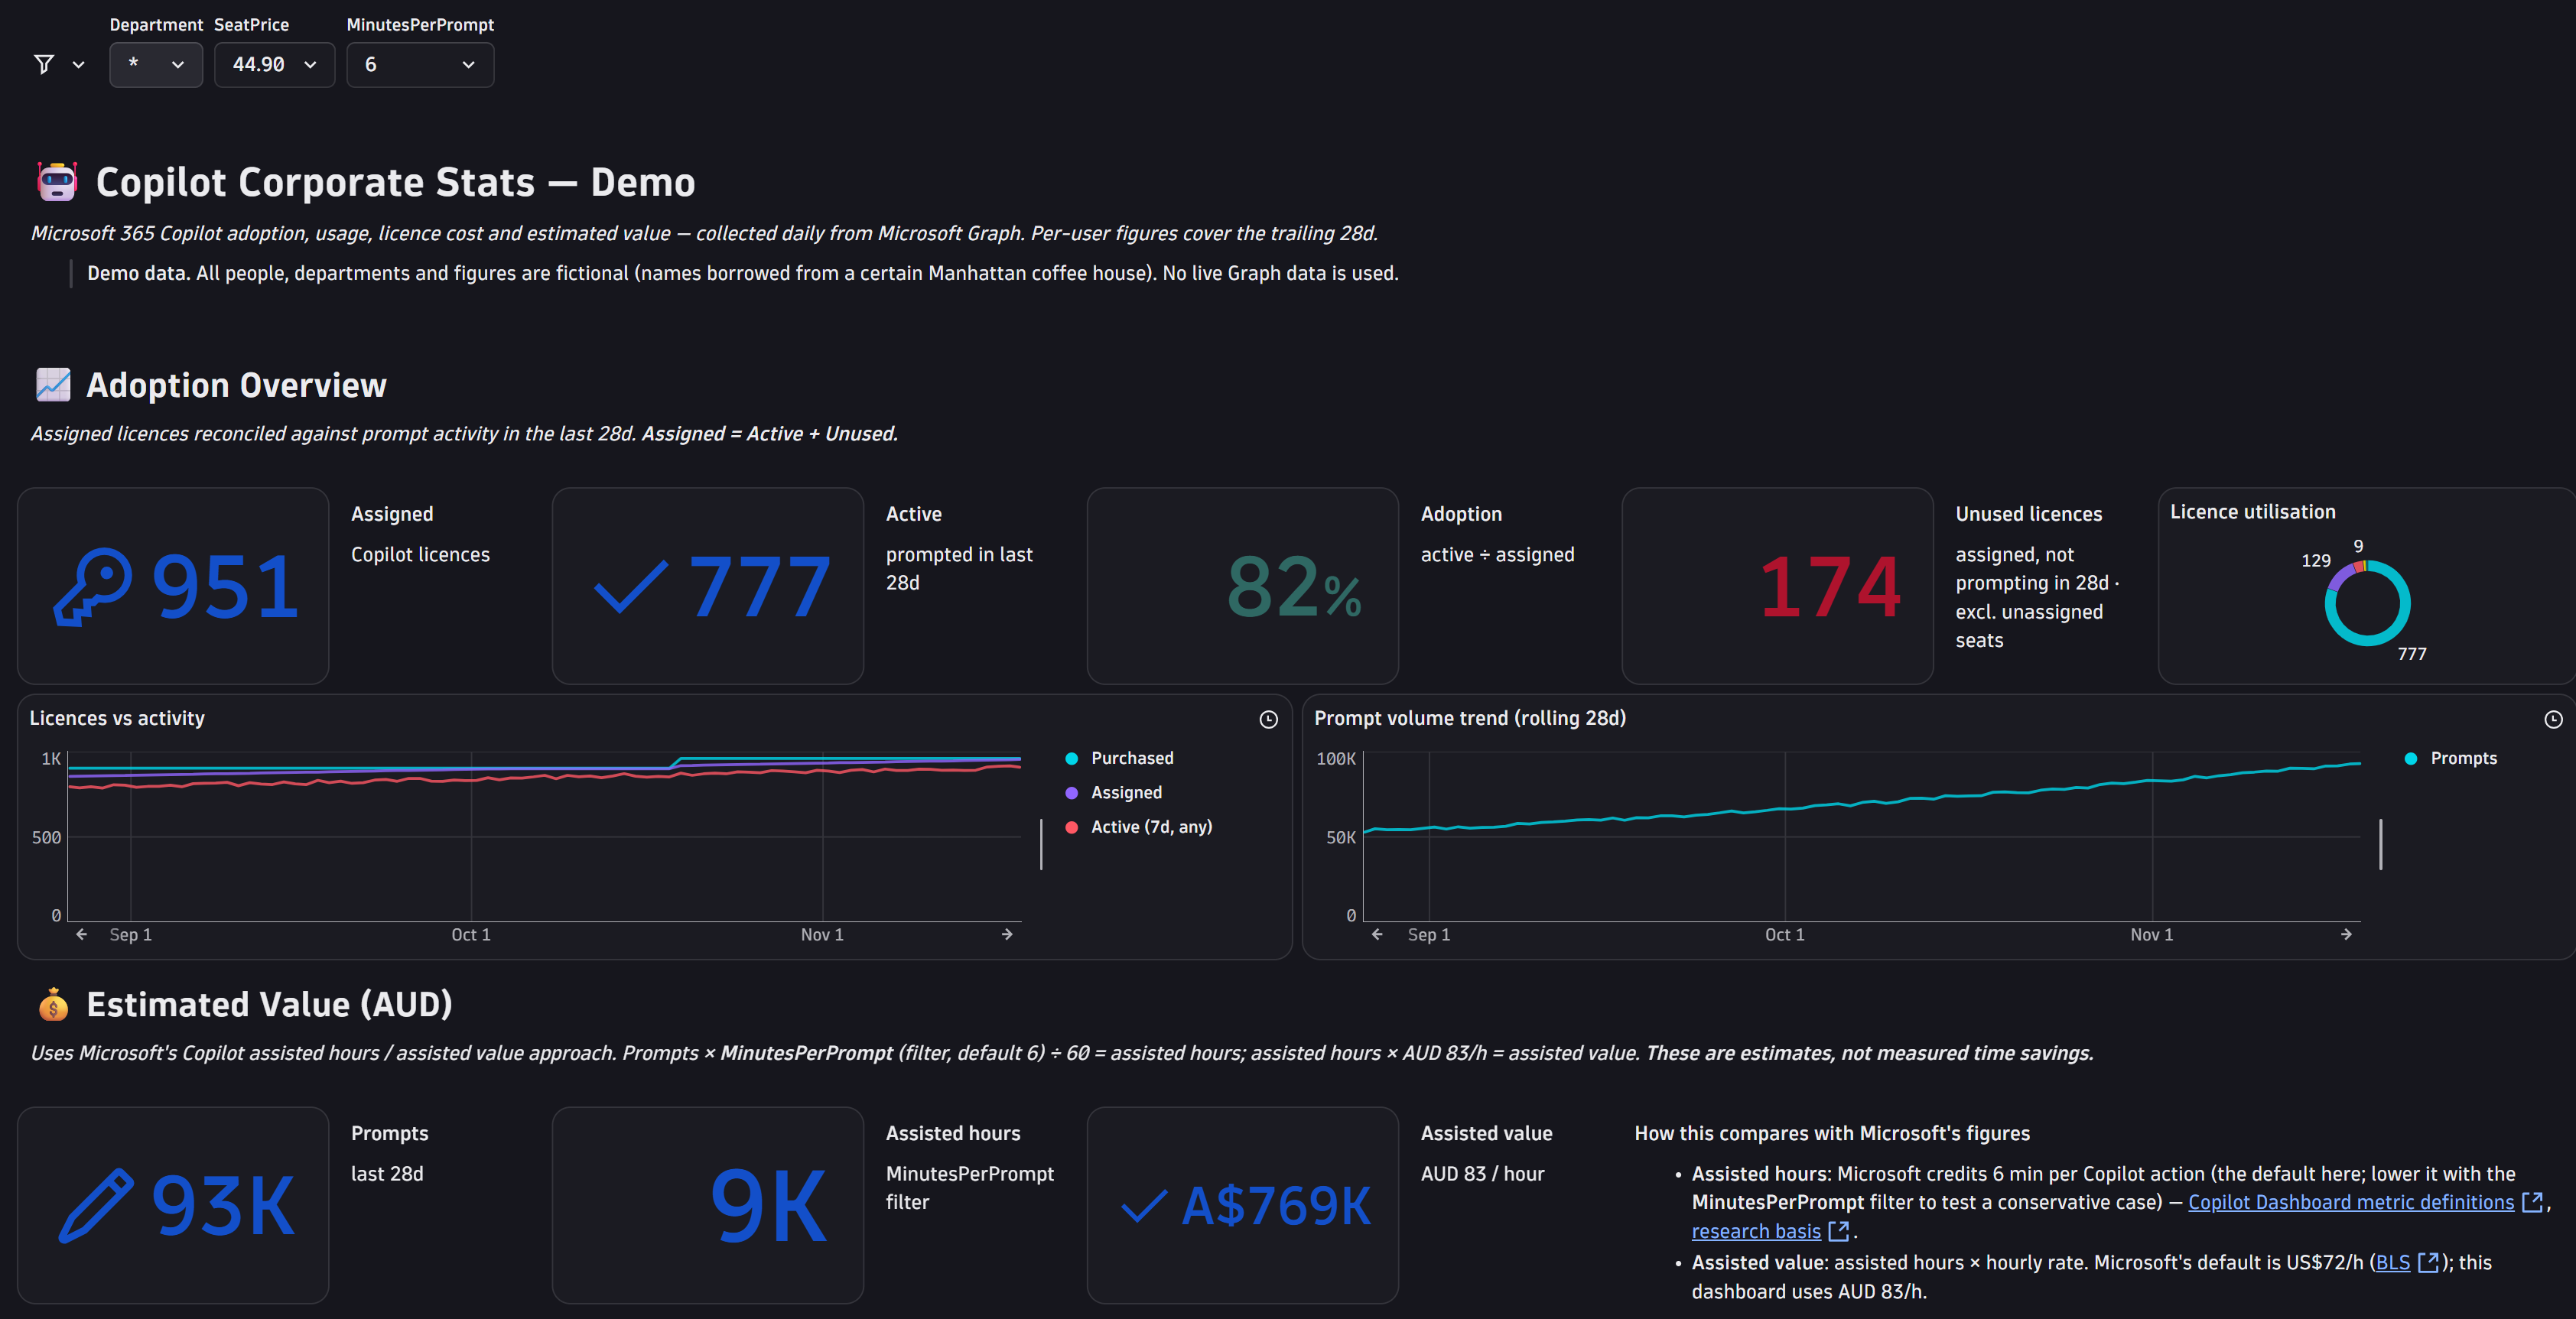 Department SeatPrice MinutesPerPrompt
* 44.90 6
Copilot Corporate Stats — Demo
Microsoft 365 Copilot adoption, usage, licence cost and estimated value — collected daily from Microsoft Graph. Per-user figures cover the trailing 28d.
Demo data. All people, departments and figures are fictional (names borrowed from a certain Manhattan coffee house). No live Graph data is used.
Adoption Overview
Assigned licences reconciled against prompt activity in the last 28d. Assigned = Active + Unused.
951
Assigned
Copilot licences
777
Active
prompted in last
28d
82%
Adoption
active ÷ assigned
174
Unused licences
assigned, not
prompting in 28d ·
excl. unassigned
seats
Licence utilisation
9
129
777
Licences vs activity
1K
500
0
Sep 1 Oct 1 Nov 1
Purchased
Assigned
Active (7d, any)
Prompt volume trend (rolling 28d)
100K
50K
0
Sep 1 Oct 1 Nov 1
Prompts
Estimated Value (AUD)
Uses Microsoft's Copilot assisted hours / assisted value approach. Prompts × MinutesPerPrompt (filter, default 6) ÷ 60 = assisted hours; assisted hours × AUD 83/h = assisted value. These are estimates, not measured time savings.
93K
Prompts
last 28d
9K
Assisted hours
MinutesPerPrompt
filter
A$769K
Assisted value
AUD 83 / hour
How this compares with Microsoft's figures
• Assisted hours: Microsoft credits 6 min per Copilot action (the default here; lower it with the
MinutesPerPrompt filter to test a conservative case) — Copilot Dashboard metric definitions ,
research basis .
• Assisted value: assisted hours × hourly rate. Microsoft's default is US$72/h (BLS ); this
dashboard uses AUD 83/h.